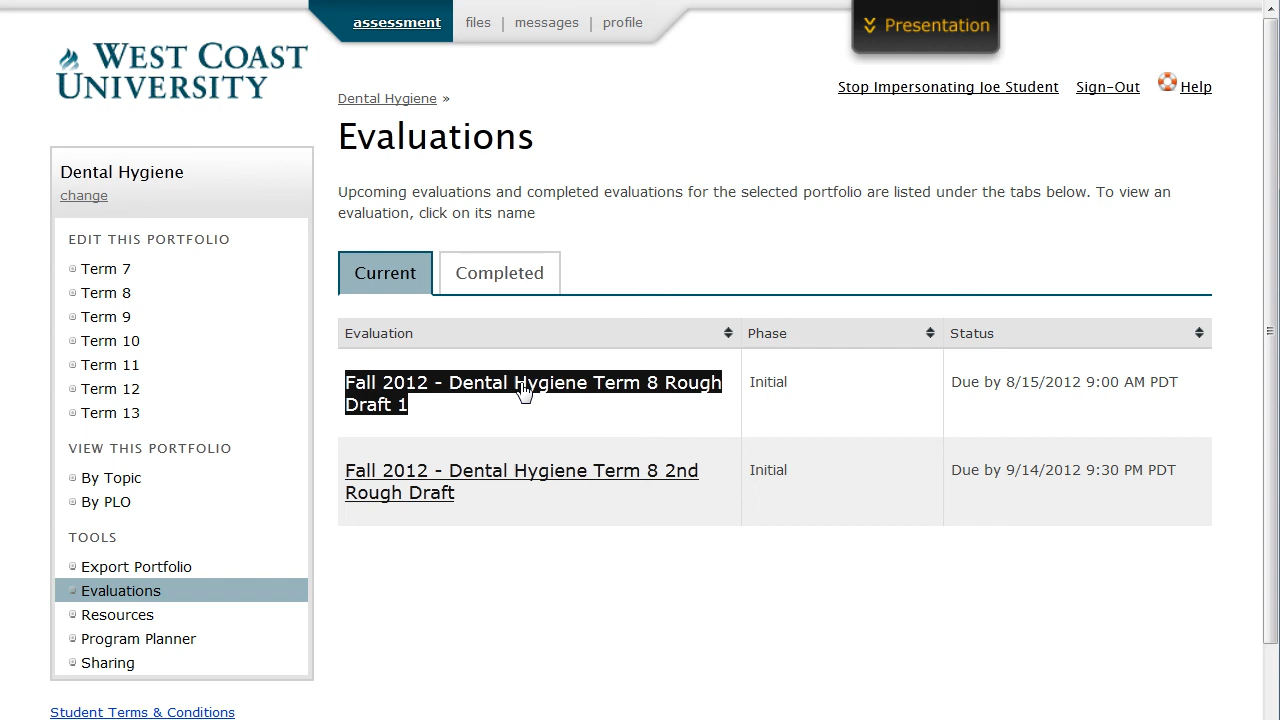 assessment files | messages | profile
Presentation
WEST COAST
UNIVERSITY
Stop Impersonating Joe Student Sign-Out Help
Dental Hygiene »
Evaluations
Upcoming evaluations and completed evaluations for the selected portfolio are listed under the tabs below. To view an
evaluation, click on its name
Dental Hygiene
change
EDIT THIS PORTFOLIO
Term 7
Term 8
Term 9
Term 10
Term 11
Term 12
Term 13
VIEW THIS PORTFOLIO
By Topic
By PLO
TOOLS
Export Portfolio
Evaluations
Resources
Program Planner
Sharing
Student Terms & Conditions
Current Completed
Evaluation Phase Status
Fall 2012 - Dental Hygiene Term 8 Rough Initial Due by 8/15/2012 9:00 AM PDT
Draft 1
Fall 2012 - Dental Hygiene Term 8 2nd Initial Due by 9/14/2012 9:30 PM PDT
Rough Draft